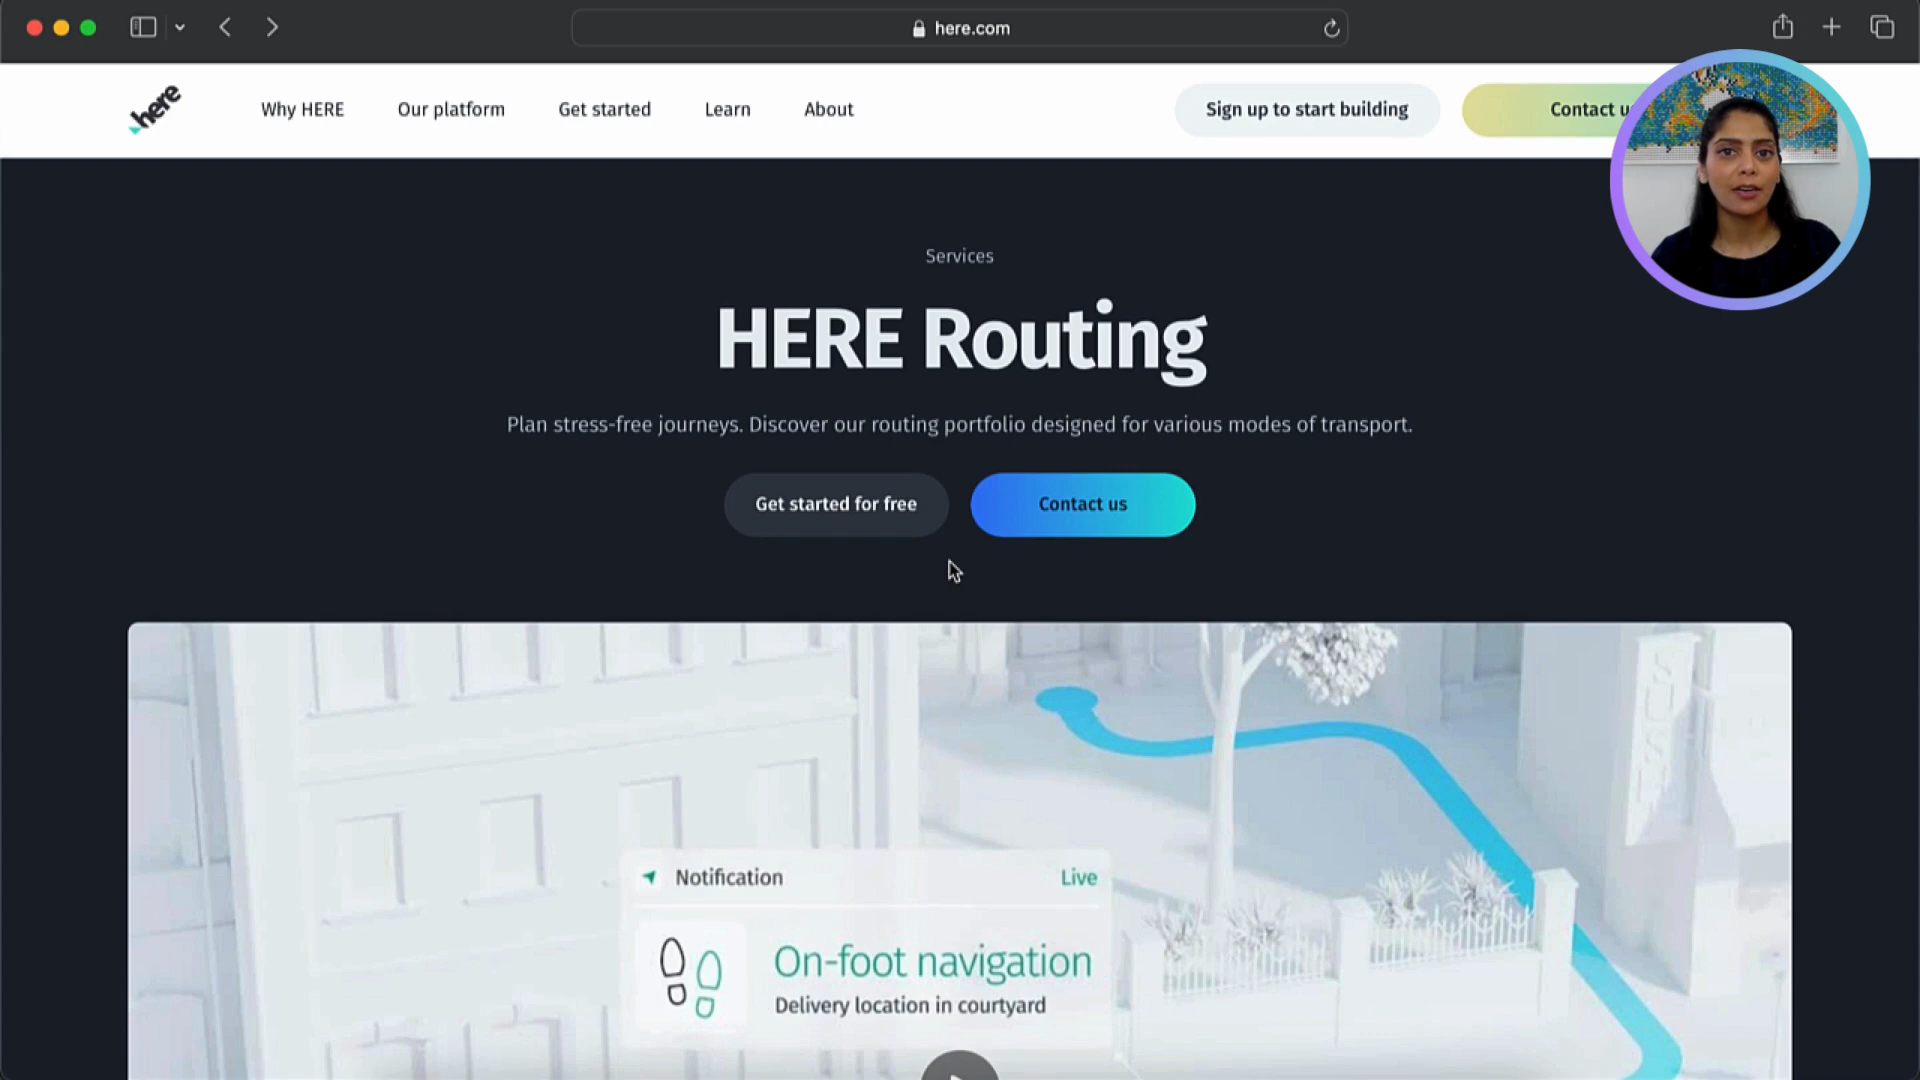 here.com
here
Why HERE
Our platform
Get started
Learn
About
Sign up to start building
Contact u
Services
HERE Routing
Plan stress-free journeys. Discover our routing portfolio designed for various modes of transport.
Get started for free
Contact us
Notification
Live
On-foot navigation
Delivery location in courtyard